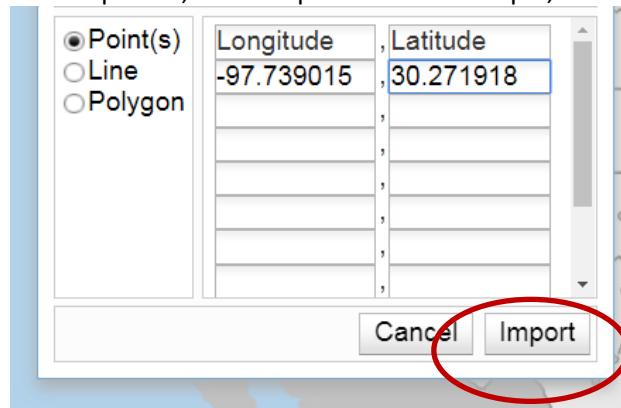 Point(s)
Line
Polygon
Longitude , Latitude
-97.739015 , 30.271918
,
,
,
,
,
,
Cancel Import